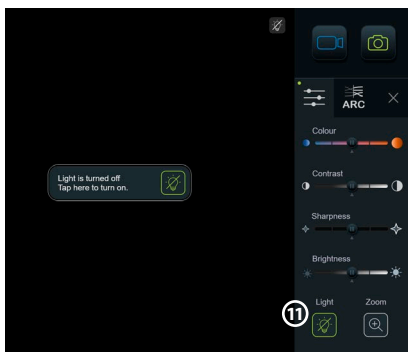 Light is turned off
Tap here to turn on.
ARC
Colour
Contrast
Sharpness
Brightness
Light
Zoom
11